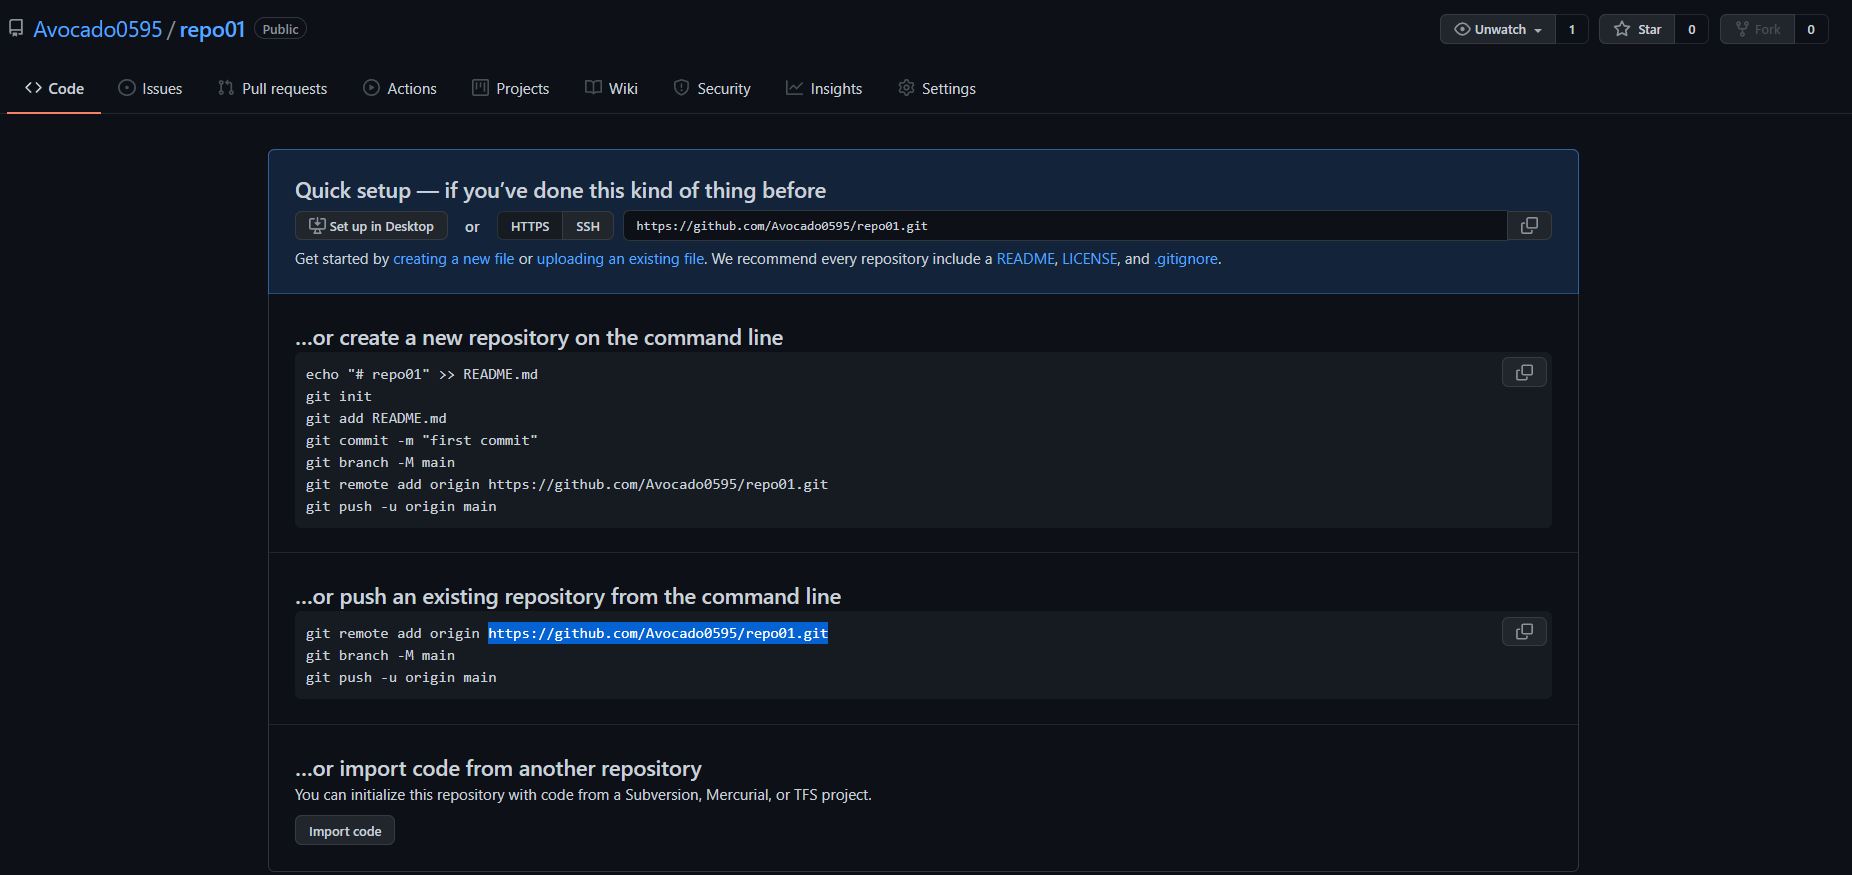 Avocado0595 / repo01 Public
Unwatch 1 Star 0 Fork 0
Code Issues Pull requests Actions Projects Wiki Security Insights Settings
Quick setup — if you’ve done this kind of thing before
Set up in Desktop or HTTPS SSH https://github.com/Avocado0595/repo01.git
Get started by creating a new file or uploading an existing file. We recommend every repository include a README, LICENSE, and .gitignore.
…or create a new repository on the command line
echo "# repo01" >> README.md
git init
git add README.md
git commit -m "first commit"
git branch -M main
git remote add origin https://github.com/Avocado0595/repo01.git
git push -u origin main
…or push an existing repository from the command line
git remote add origin https://github.com/Avocado0595/repo01.git
git branch -M main
git push -u origin main
…or import code from another repository
You can initialize this repository with code from a Subversion, Mercurial, or TFS project.
Import code